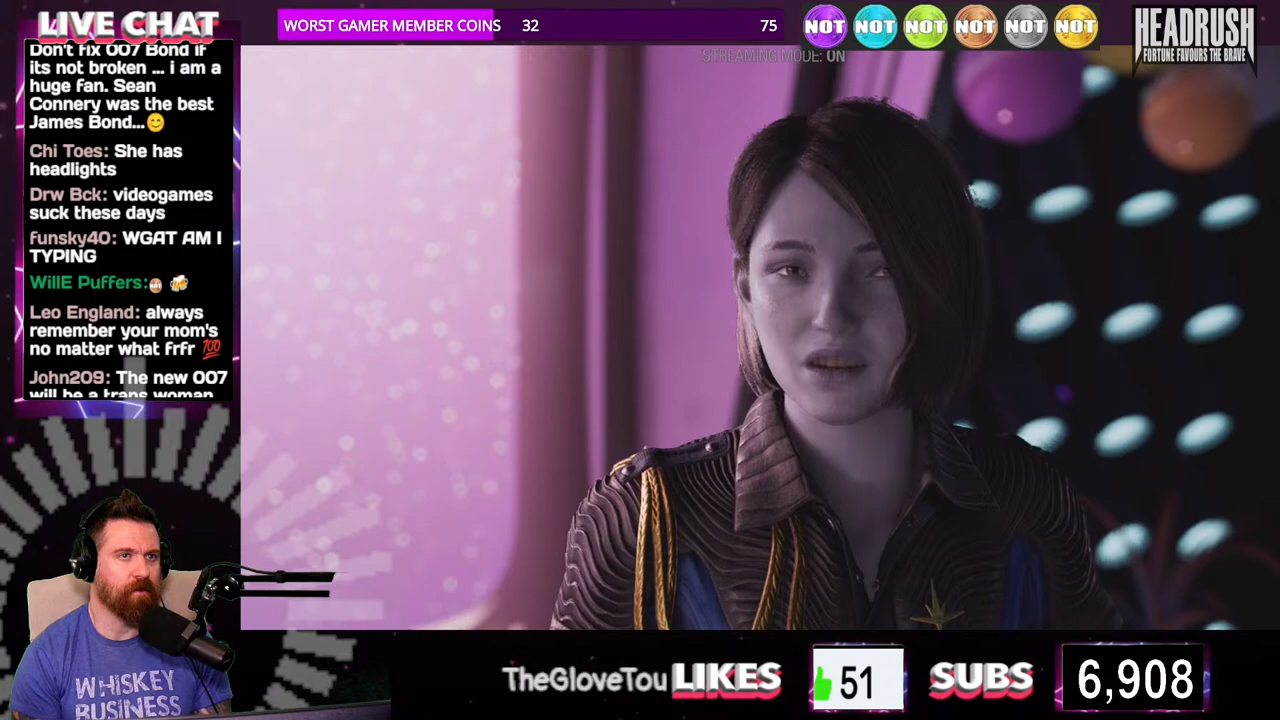 LIVE CHAT
WORST GAMER MEMBER COINS 32 75
NOT NOT NOT NOT NOT NOT
HEADRUSH
FORTUNE FAVOURS THE BRAVE
STREAMING MODE: ON
Don't fix 007 Bond if
its not broken ... i am a
huge fan. Sean
Connery was the best
James Bond...😊
Chi Toes: She has
headlights
Drw Bck: videogames
suck these days
funsky40: WGAT AM I
TYPING
WillE Puffers:
Leo England: always
remember your mom's
no matter what frfr 💯
John209: The new 007
will be a trans woman
WHISKEY
BUSINESS
TheGloveTou LIKES 51 SUBS 6,908